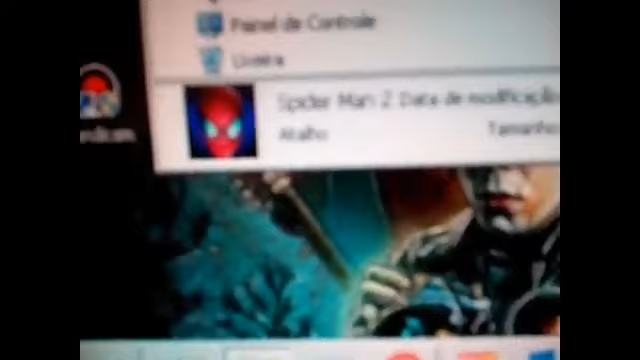 Painel de Controle
Lixeira
Spider Man 2 Data de modificação
Atalho Tamanho